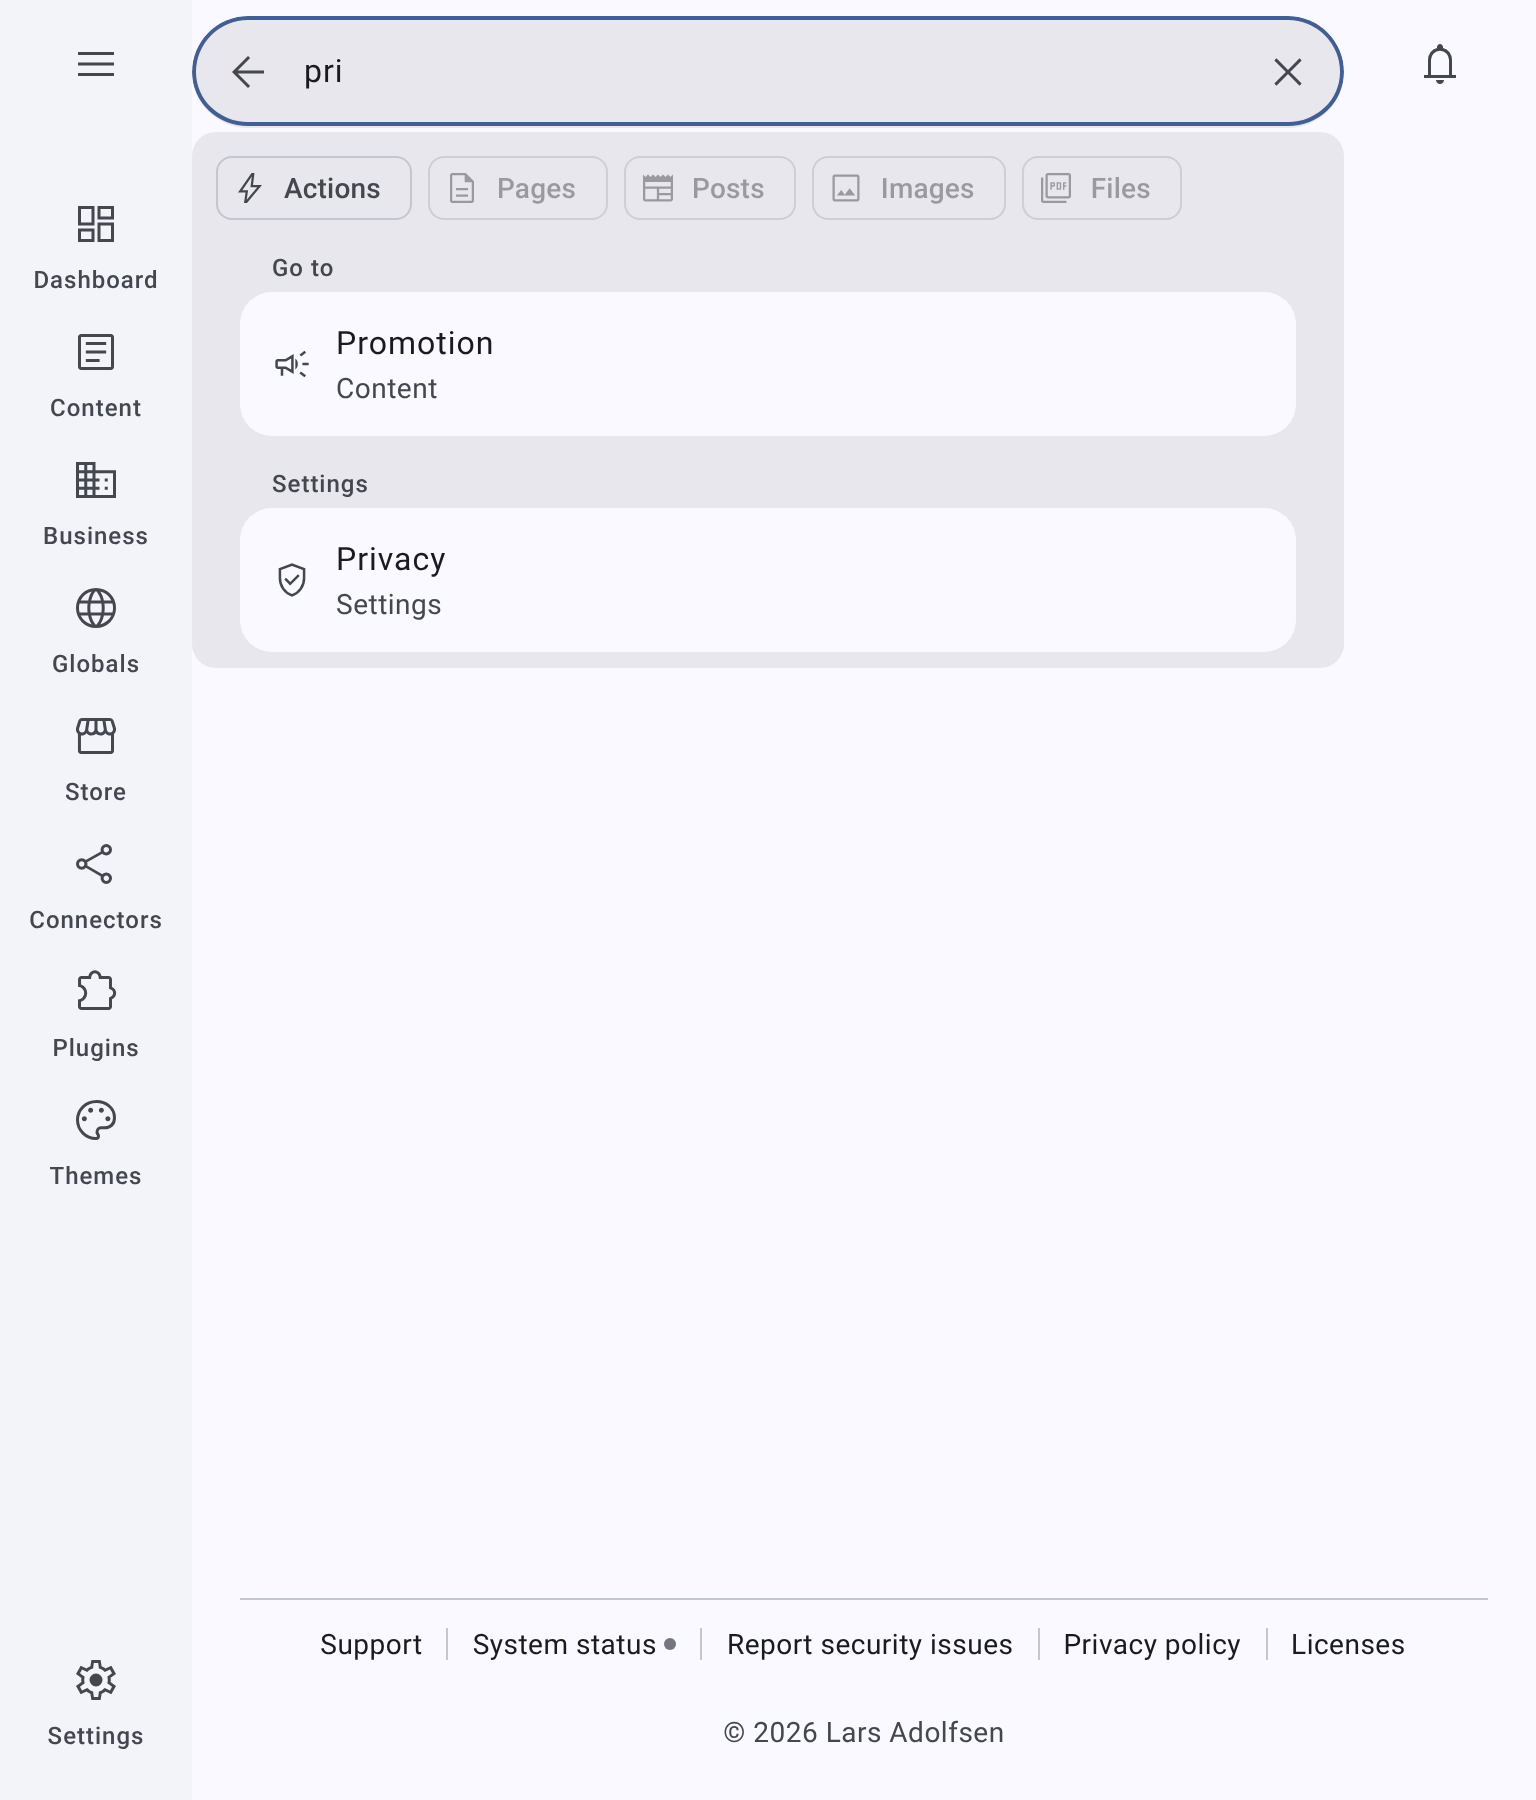 pri
Actions
Pages
Posts
Images
PDF
Files
Go to
Promotion
Content
Settings
Privacy
Settings
Dashboard
Content
Business
Globals
Store
Connectors
Plugins
Themes
Settings
Support
System status
Report security issues
Privacy policy
Licenses
© 2026 Lars Adolfsen